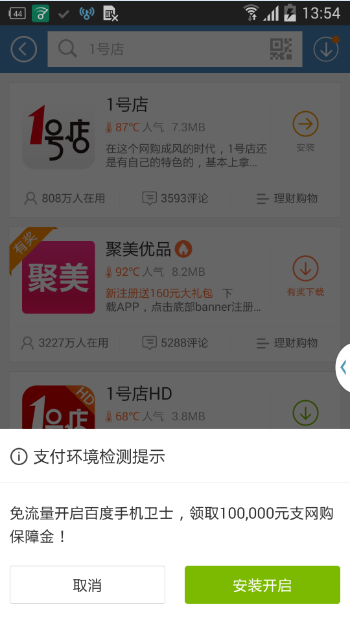 44 13:54
1号店
1号店
87℃人气 7.3MB
在这个网购成风的时代，1号店还
是有自己的特色的，基本上拿...
安装
808万人在用 3593评论 理财购物
有奖
聚美
聚美优品
92℃人气 8.2MB
新注册送160元大礼包 下
载APP，点击底部banner注册...
有奖下载
3227万人在用 5288评论 理财购物
HD
1号店
1号店HD
68℃人气 3.8MB
支付环境检测提示
免流量开启百度手机卫士，领取100,000元支网购
保障金！
取消 安装开启